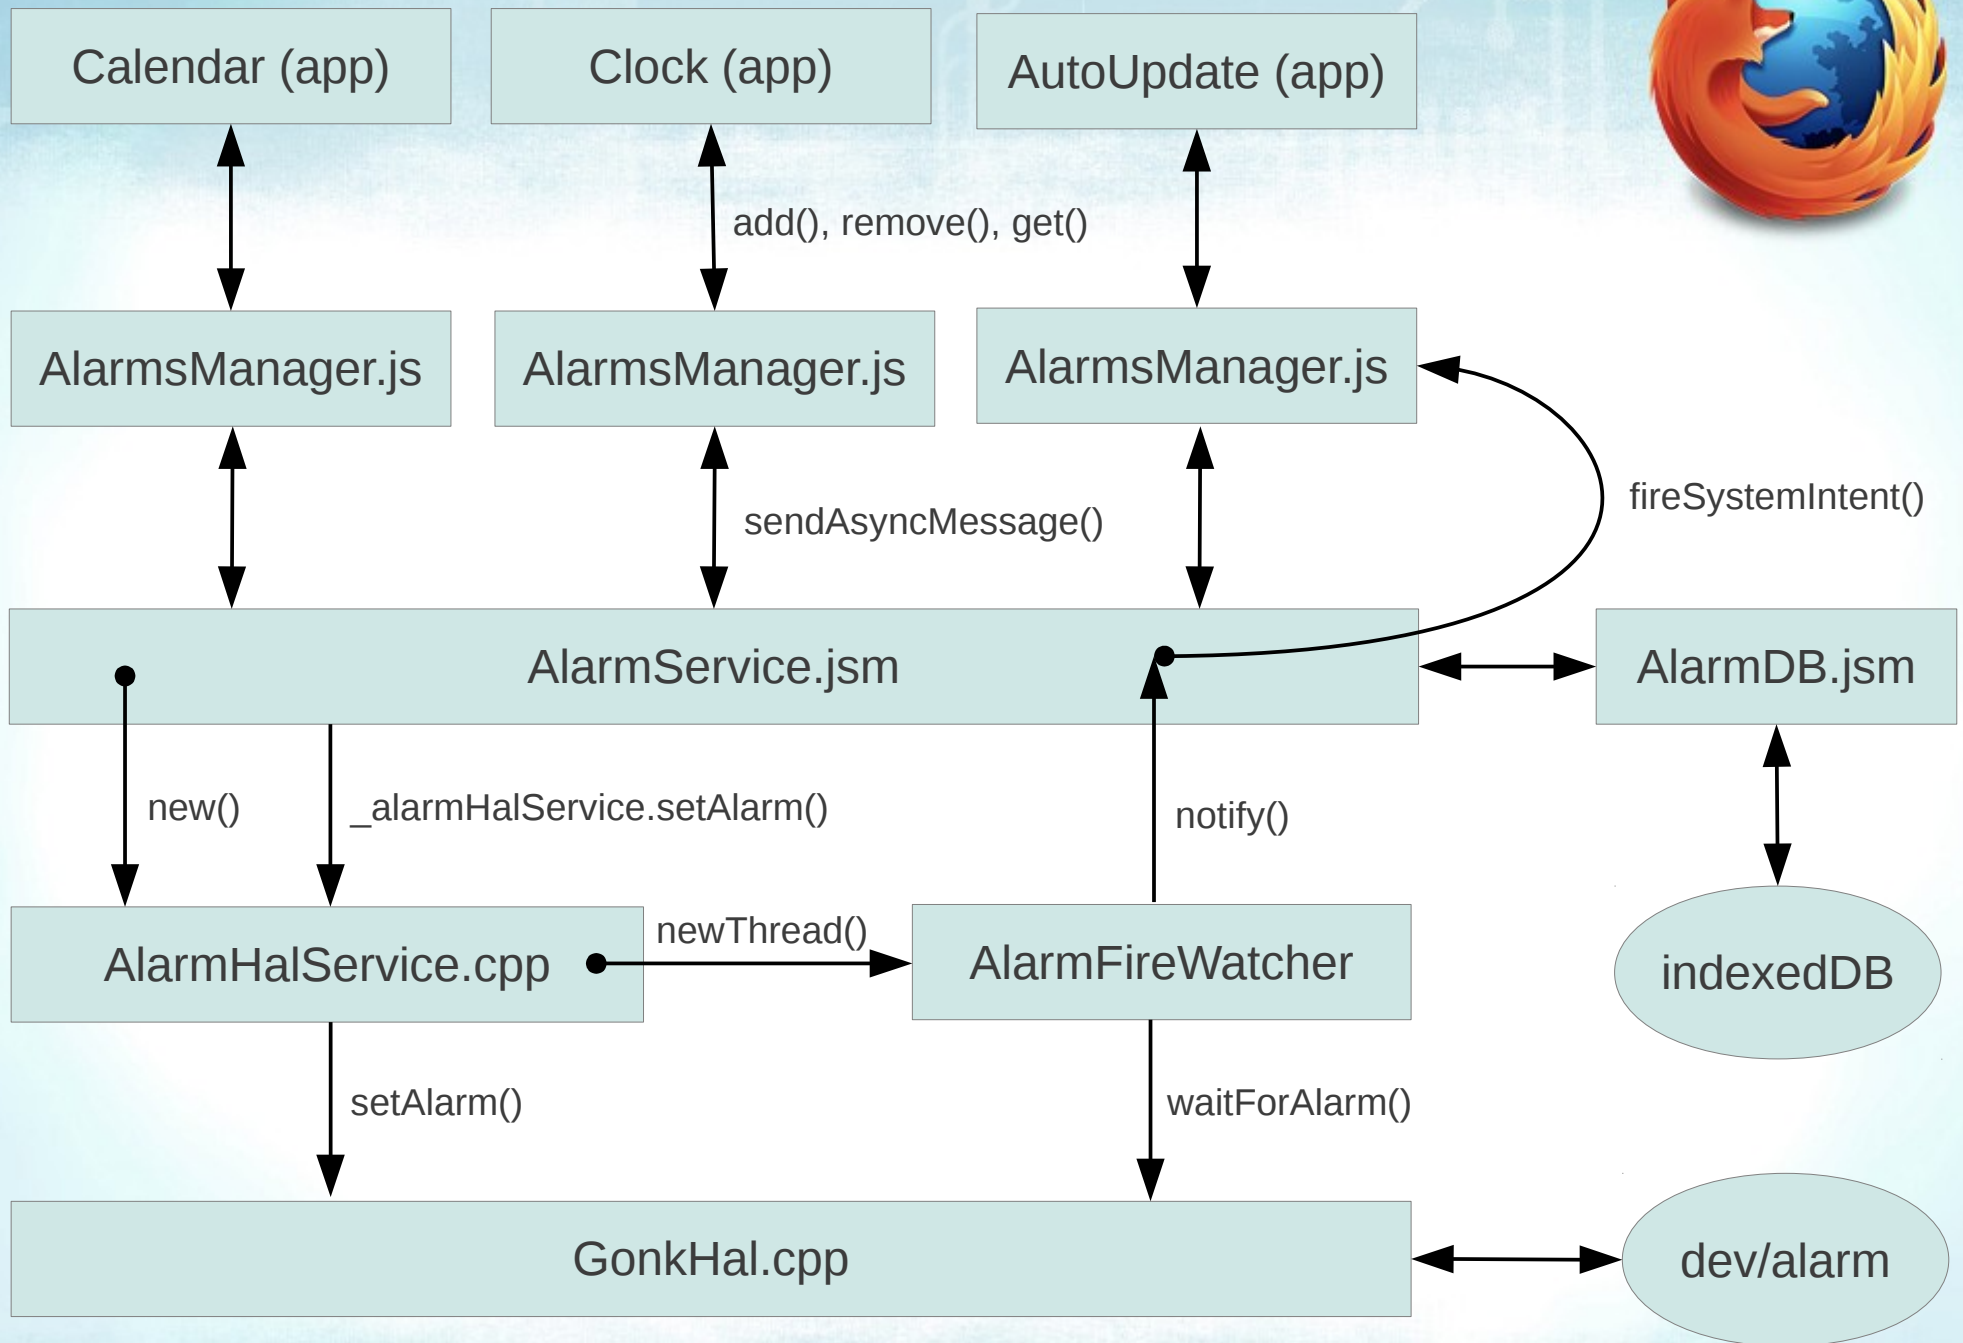 Calendar (app)
Clock (app)
AutoUpdate (app)
add(), remove(), get()
AlarmsManager.js
AlarmsManager.js
AlarmsManager.js
fireSystemIntent()
sendAsyncMessage()
AlarmService.jsm
AlarmDB.jsm
new()
_alarmHalService.setAlarm()
notify()
newThread()
AlarmHalService.cpp
AlarmFireWatcher
indexedDB
setAlarm()
waitForAlarm()
GonkHal.cpp
dev/alarm